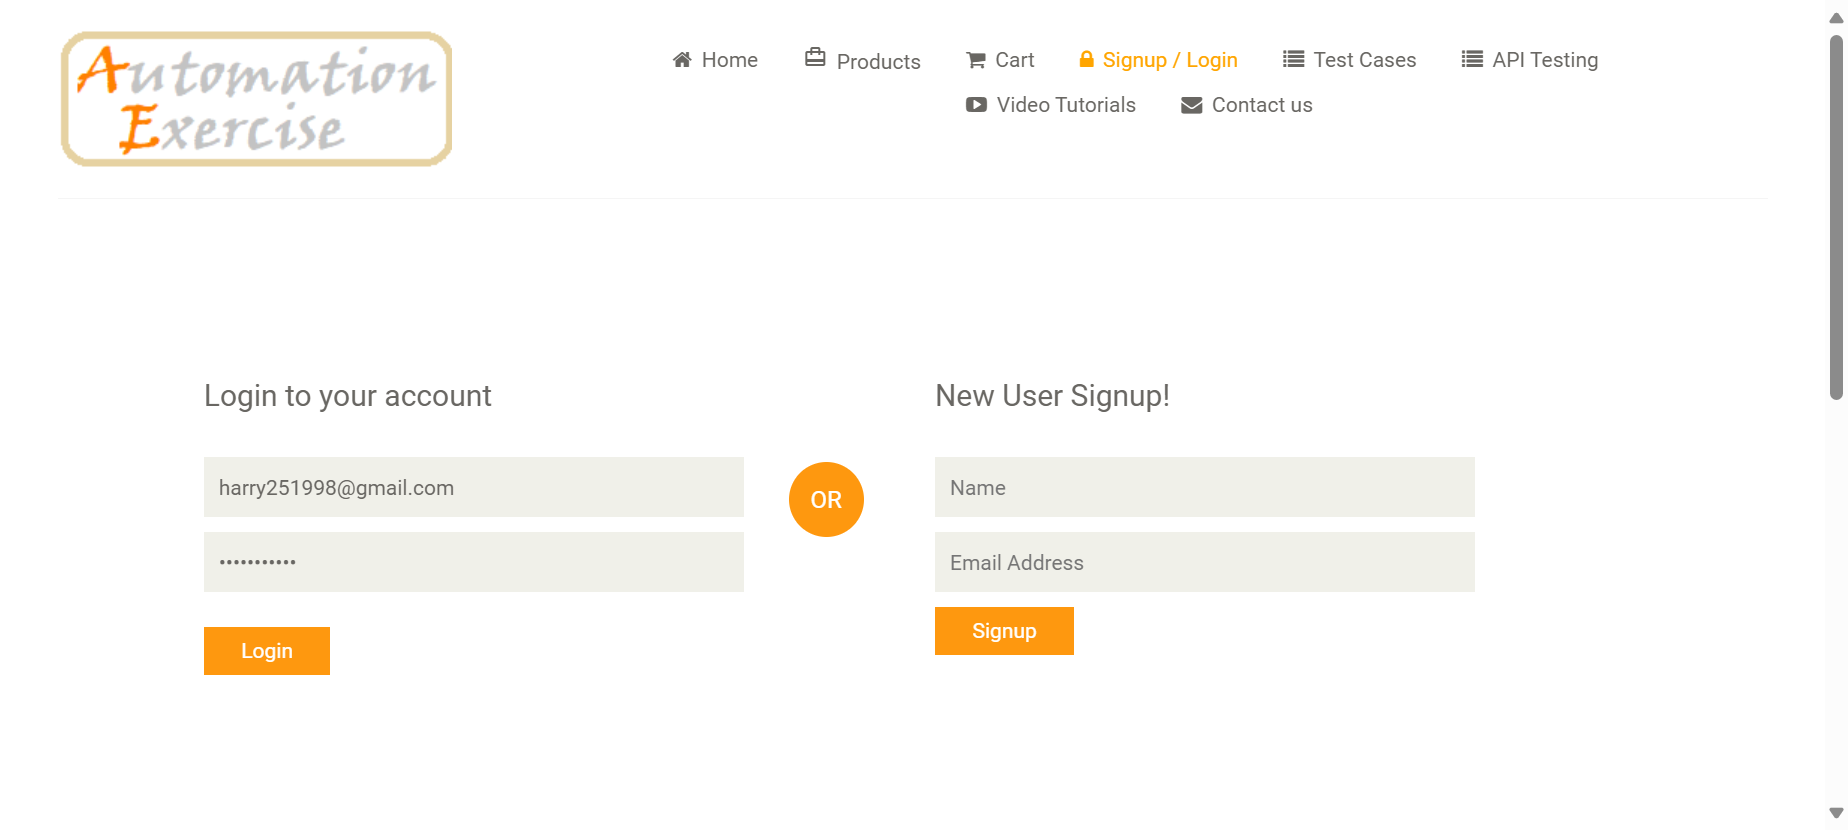 Automation
Exercise
Home Products Cart Signup / Login Test Cases API Testing
Video Tutorials Contact us
Login to your account
harry251998@gmail.com
•••••••••••
Login
OR
New User Signup!
Name
Email Address
Signup